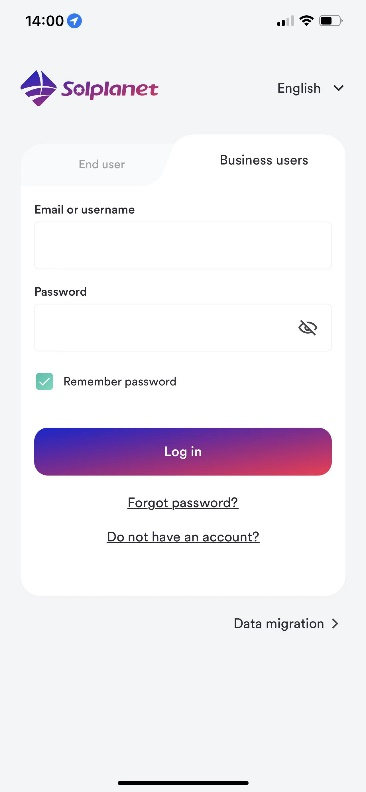 14:00
Solplanet
English
End user
Business users
Email or username
Password
Remember password
Log in
Forgot password?
Do not have an account?
Data migration